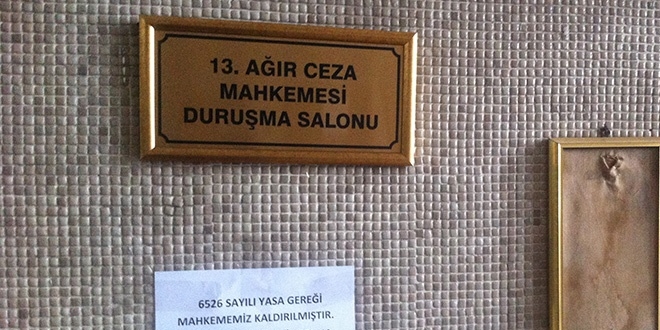 13. AĞIR CEZA
MAHKEMESİ
DURUŞMA SALONU
6526 SAYILI YASA GEREĞİ
MAHKEMEMİZ KALDIRILMIŞTIR.